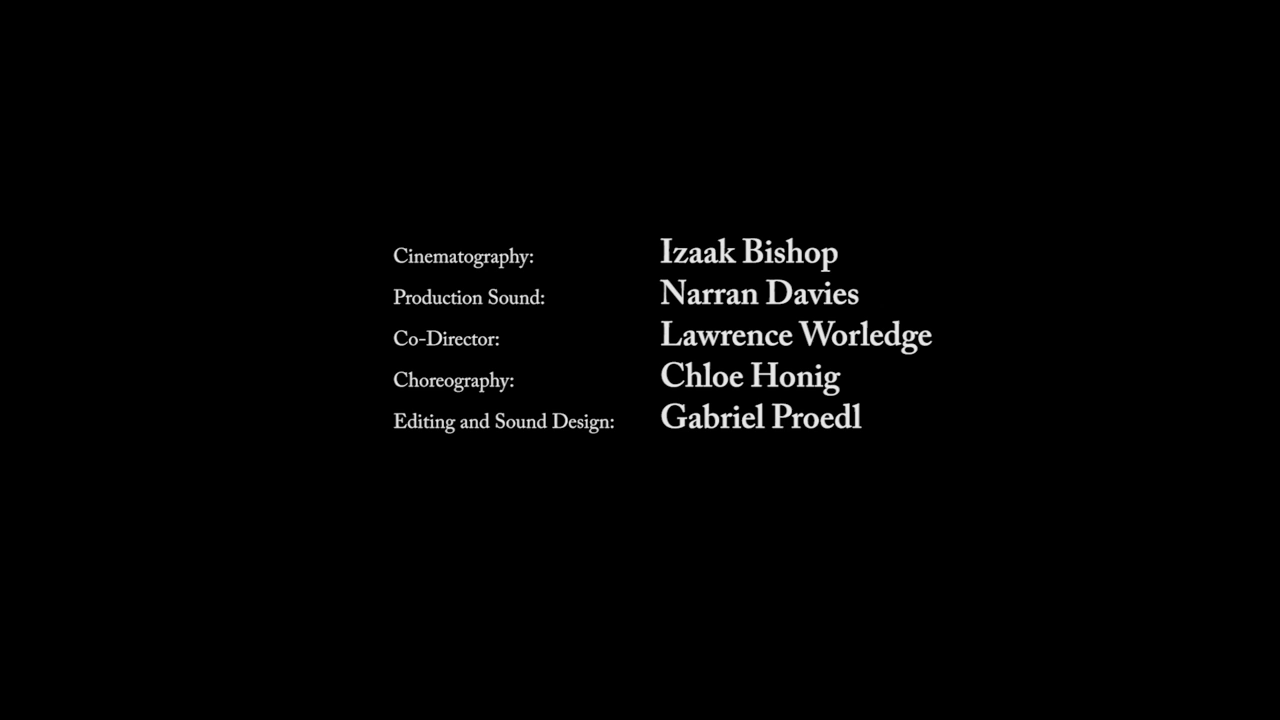 Cinematography: Izaak Bishop
Production Sound: Narran Davies
Co-Director: Lawrence Worledge
Choreography: Chloe Honig
Editing and Sound Design: Gabriel Proedl